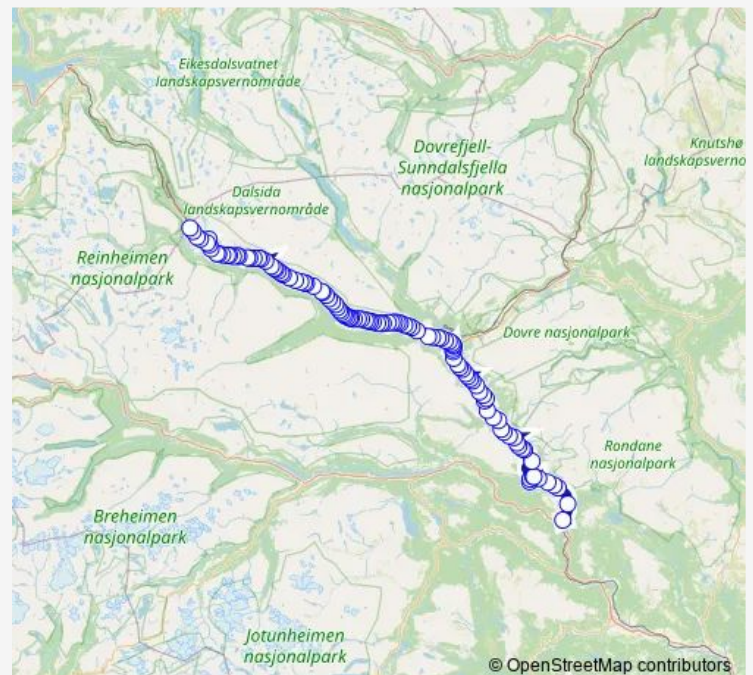 Eikesdalsvatnet
landskapsvernområde
Dovrefjell-
Sunndalsfjella
nasjonalpark
Knutshø
landskapsverno
Dalsida
landskapsvernområde
Reinheimen
nasjonalpark
Dovre nasjonalpark
Rondane
nasjonalpark
Breheimen
nasjonalpark
Jotunheimen
nasjonalpark
© OpenStreetMap contributors